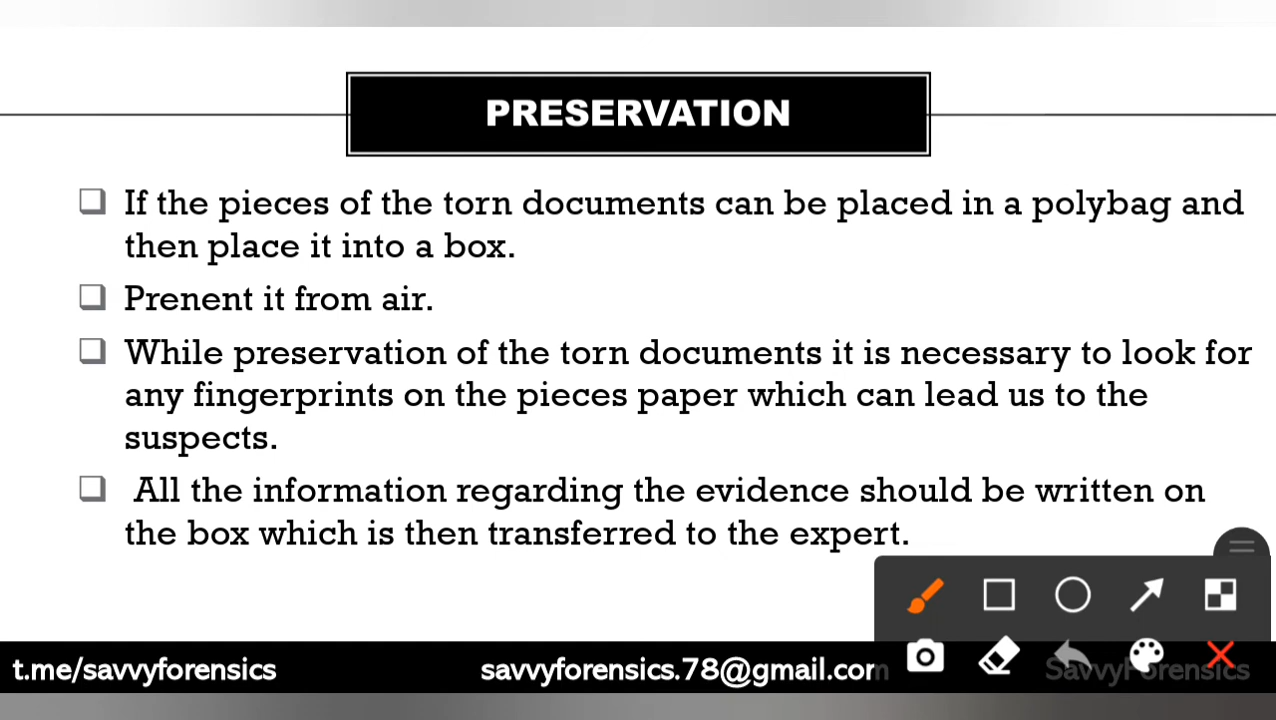 PRESERVATION
If the pieces of the torn documents can be placed in a polybag and
then place it into a box.
Prenent it from air.
While preservation of the torn documents it is necessary to look for
any fingerprints on the pieces paper which can lead us to the
suspects.
All the information regarding the evidence should be written on
the box which is then transferred to the expert.
t.me/savvyforensics
savvyforensics.78@gmail.com
SavvyForensics